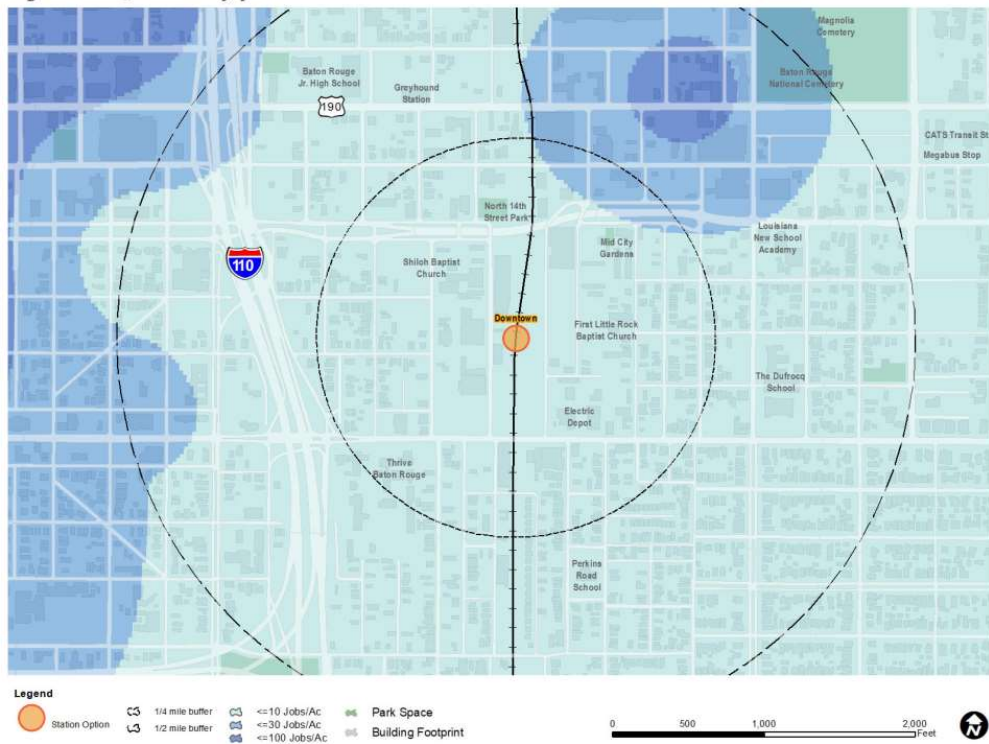 Magnolia
Cemetery
Baton Rouge
Jr. High School
Greyhound
Station
Baton Rouge
National Cemetery
190
CATS Transit St
Megabus Stop
North 14th
Street Park
Louisiana
New School
Academy
Mid City
Gardens
110
Shiloh Baptist
Church
Downtown
First Little Rock
Baptist Church
The Dufrocq
School
Electric
Depot
Thrive
Baton Rouge
Perkins
Road
School
Legend
Station Option
1/4 mile buffer
1/2 mile buffer
<=10 Jobs/Ac
<=30 Jobs/Ac
<=100 Jobs/Ac
Park Space
Building Footprint
0 500 1,000 2,000
Feet
N